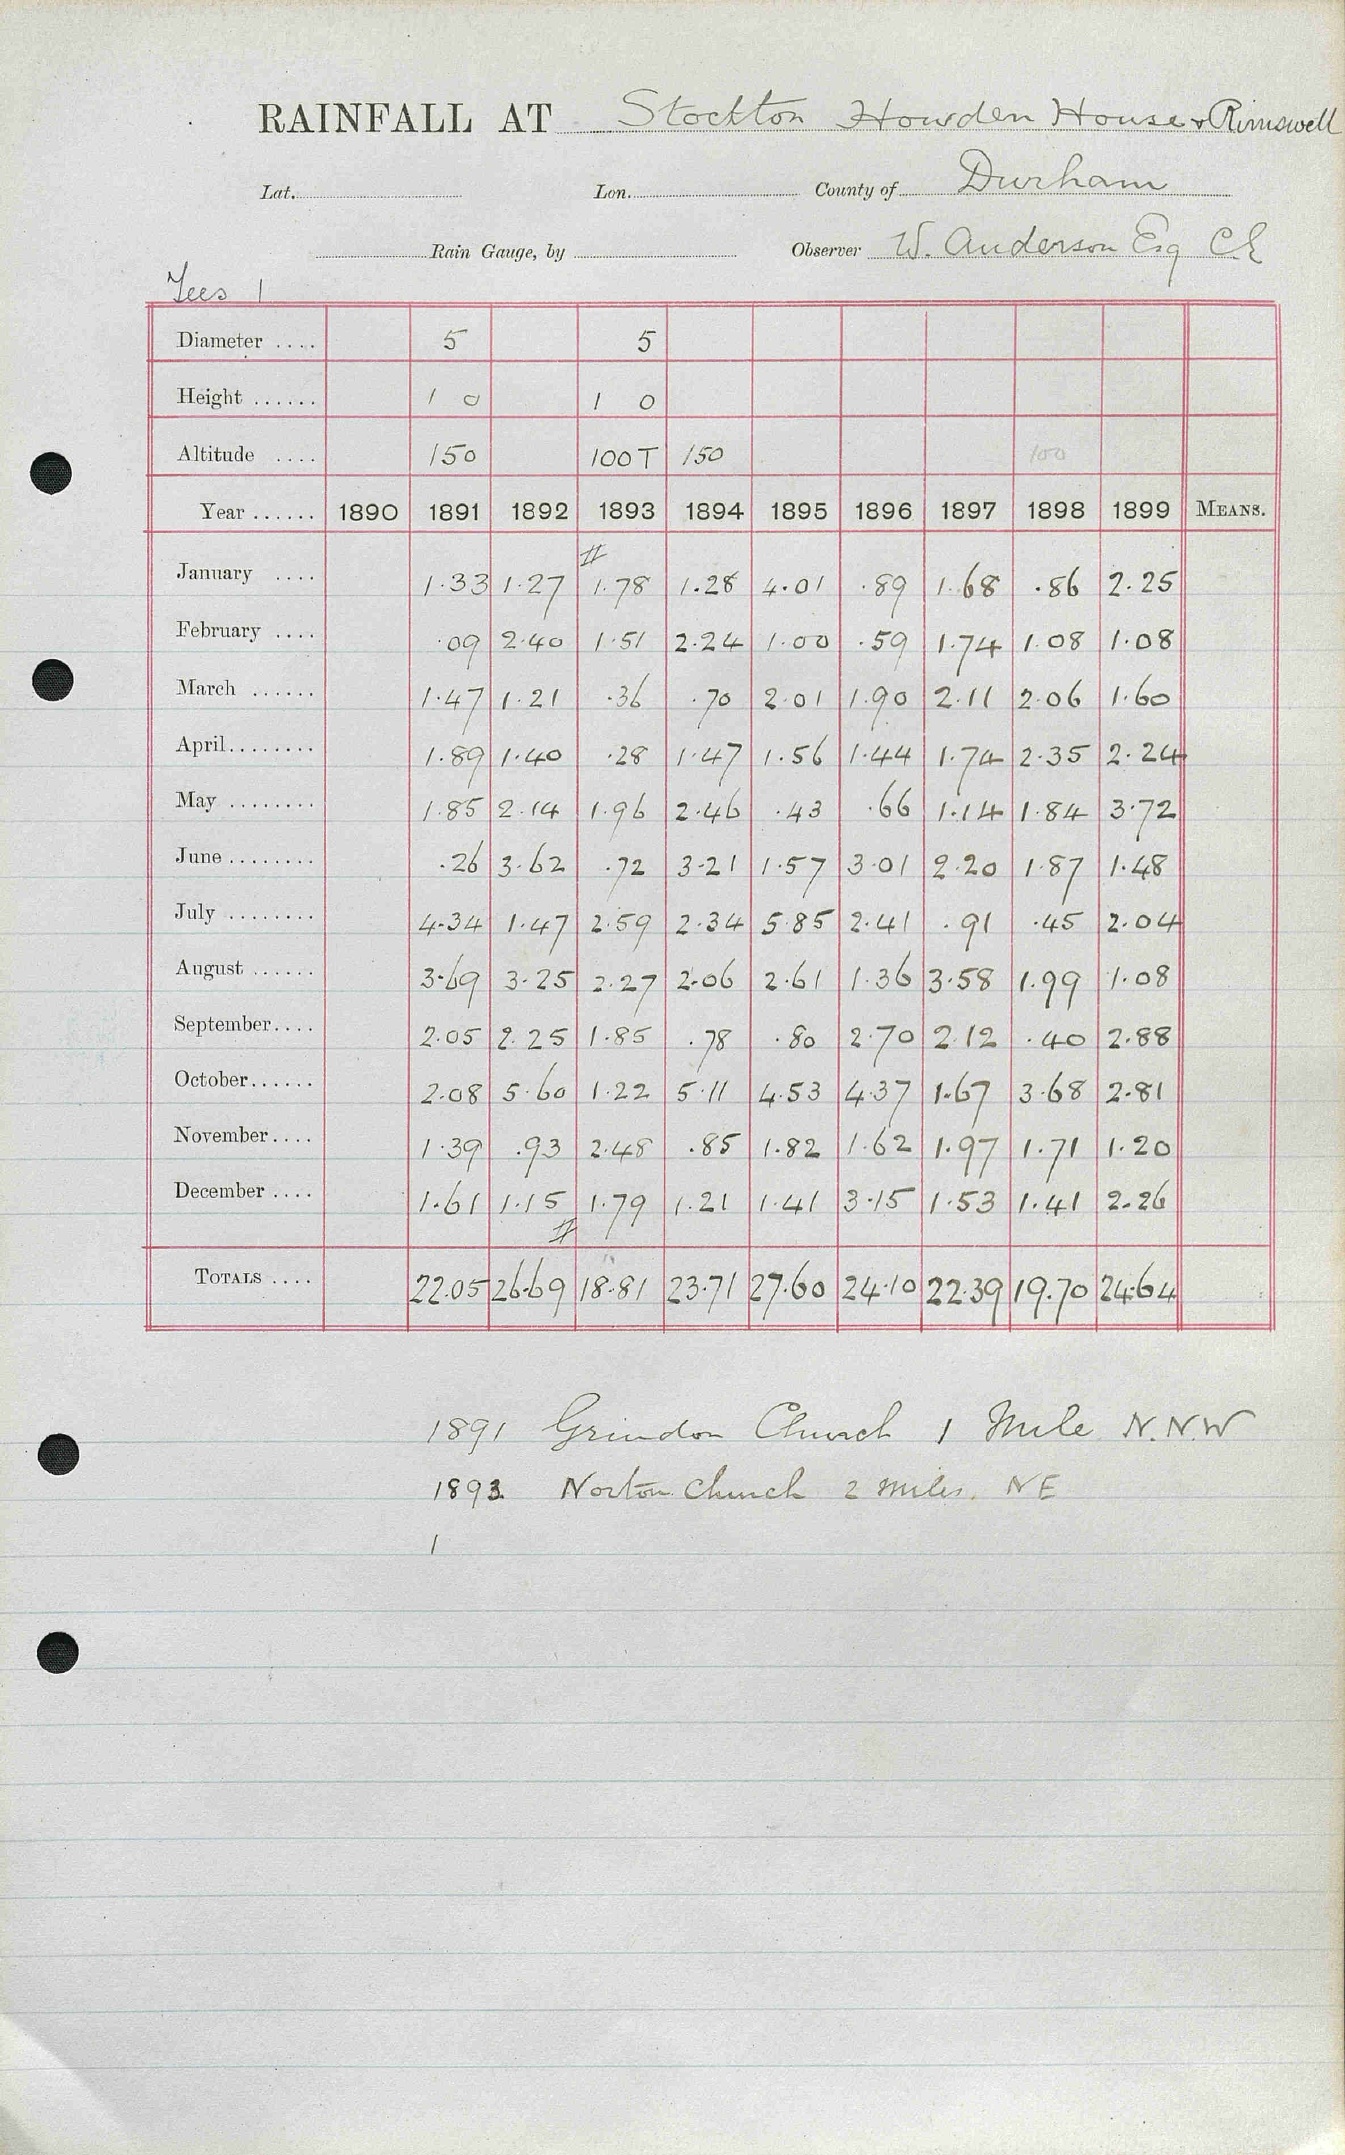 RAINFALL AT Stockton Howden House & Rimswell
Lat. Lon. County of Durham
Rain Gauge, by Observer W. Anderson Esq C.E
Tees 1
Diameter .... 5 5
Height ...... 1 0 1 0
Altitude .... 150 100T 150 100
Year ...... 1890 1891 1892 1893 1894 1895 1896 1897 1898 1899 MEANS.
#
January .... 1.33 1.27 1.78 1.28 4.01 .89 1.68 .86 2.25
February .... .09 2.40 1.51 2.24 1.00 .59 1.74 1.08 1.08
March ...... 1.47 1.21 .36 .70 2.01 1.90 2.11 2.06 1.60
April........ 1.89 1.40 .28 1.47 1.56 1.44 1.74 2.35 2.24
May ........ 1.85 2.14 1.96 2.46 .43 .66 1.14 1.84 3.72
June ........ .26 3.62 .72 3.21 1.57 3.01 2.20 1.87 1.48
July ........ 4.34 1.47 2.59 2.34 5.85 2.41 .91 .45 2.04
August ...... 3.69 3.25 2.27 2.06 2.61 1.36 3.58 1.99 1.08
September.... 2.05 2.25 1.85 .78 .80 2.70 2.12 .40 2.88
October...... 2.08 5.60 1.22 5.11 4.53 4.37 1.67 3.68 2.81
November.... 1.39 .93 2.48 .85 1.82 1.62 1.97 1.71 1.20
December .... 1.61 1.15 1.79 1.21 1.41 3.15 1.53 1.41 2.26
#
TOTALS .... 22.05 26.69 18.81 23.71 27.60 24.10 22.39 19.70 24.64
1891 Grindon Church 1 Mile N.N.W
1893 Norton Church 2 miles. NE
1